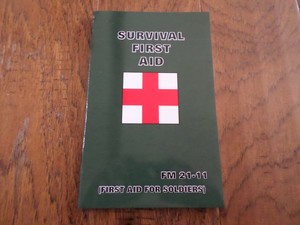 SURVIVAL
FIRST
AID
FM 21-11
(FIRST AID FOR SOLDIERS)